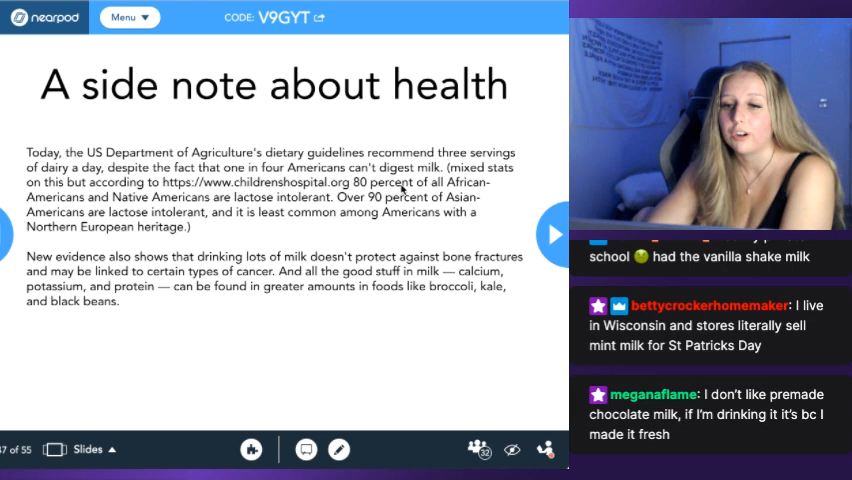 nearpod
Menu
CODE: V9GYT
A side note about health
Today, the US Department of Agriculture's dietary guidelines recommend three servings
of dairy a day, despite the fact that one in four Americans can't digest milk. (mixed stats
on this but according to https://www.childrenshospital.org 80 percent of all African-
Americans and Native Americans are lactose intolerant. Over 90 percent of Asian-
Americans are lactose intolerant, and it is least common among Americans with a
Northern European heritage.)
New evidence also shows that drinking lots of milk doesn't protect against bone fractures
and may be linked to certain types of cancer. And all the good stuff in milk — calcium,
potassium, and protein — can be found in greater amounts in foods like broccoli, kale,
and black beans.
7 of 55
Slides
32
school had the vanilla shake milk
bettycrockerhomemaker: I live
in Wisconsin and stores literally sell
mint milk for St Patricks Day
meganaflame: I don't like premade
chocolate milk, if I'm drinking it it's bc I
made it fresh